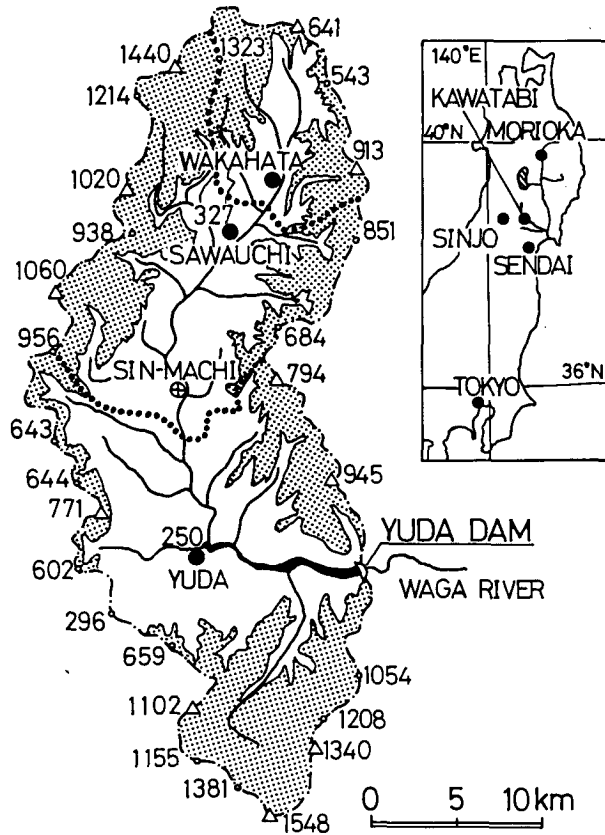 641
1323
1440
543
1214
WAKAHATA
913
1020
327
938
851
SAWAUCHI
1060
684
956
SIN-MACHI
794
643
644
945
771
250
YUDA DAM
602
YUDA
WAGA RIVER
296
659
1054
1102
1208
1340
1155
1381
1548
0 5 10km
140°E
KAWATABI
40°N MORIOKA
SINJO
SENDAI
36°N
TOKYO